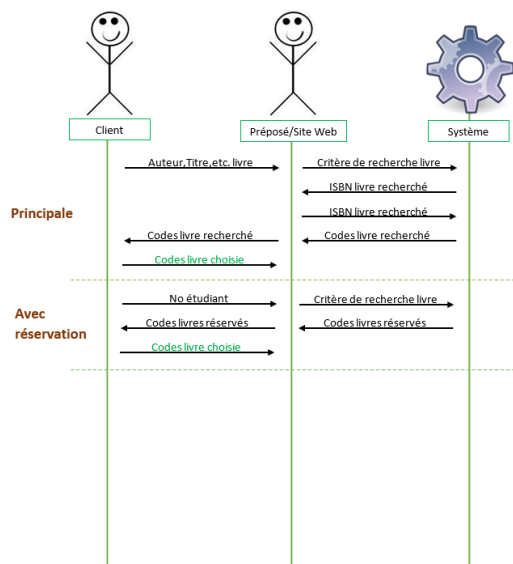 Client
Préposé/Site Web
Système
Auteur,Titre,etc. livre
Critère de recherche livre
ISBN livre recherché
Principale
ISBN livre recherché
Codes livre recherché
Codes livre recherché
Codes livre choisie
Avec
réservation
No étudiant
Critère de recherche livre
Codes livres réservés
Codes livres réservés
Codes livre choisie